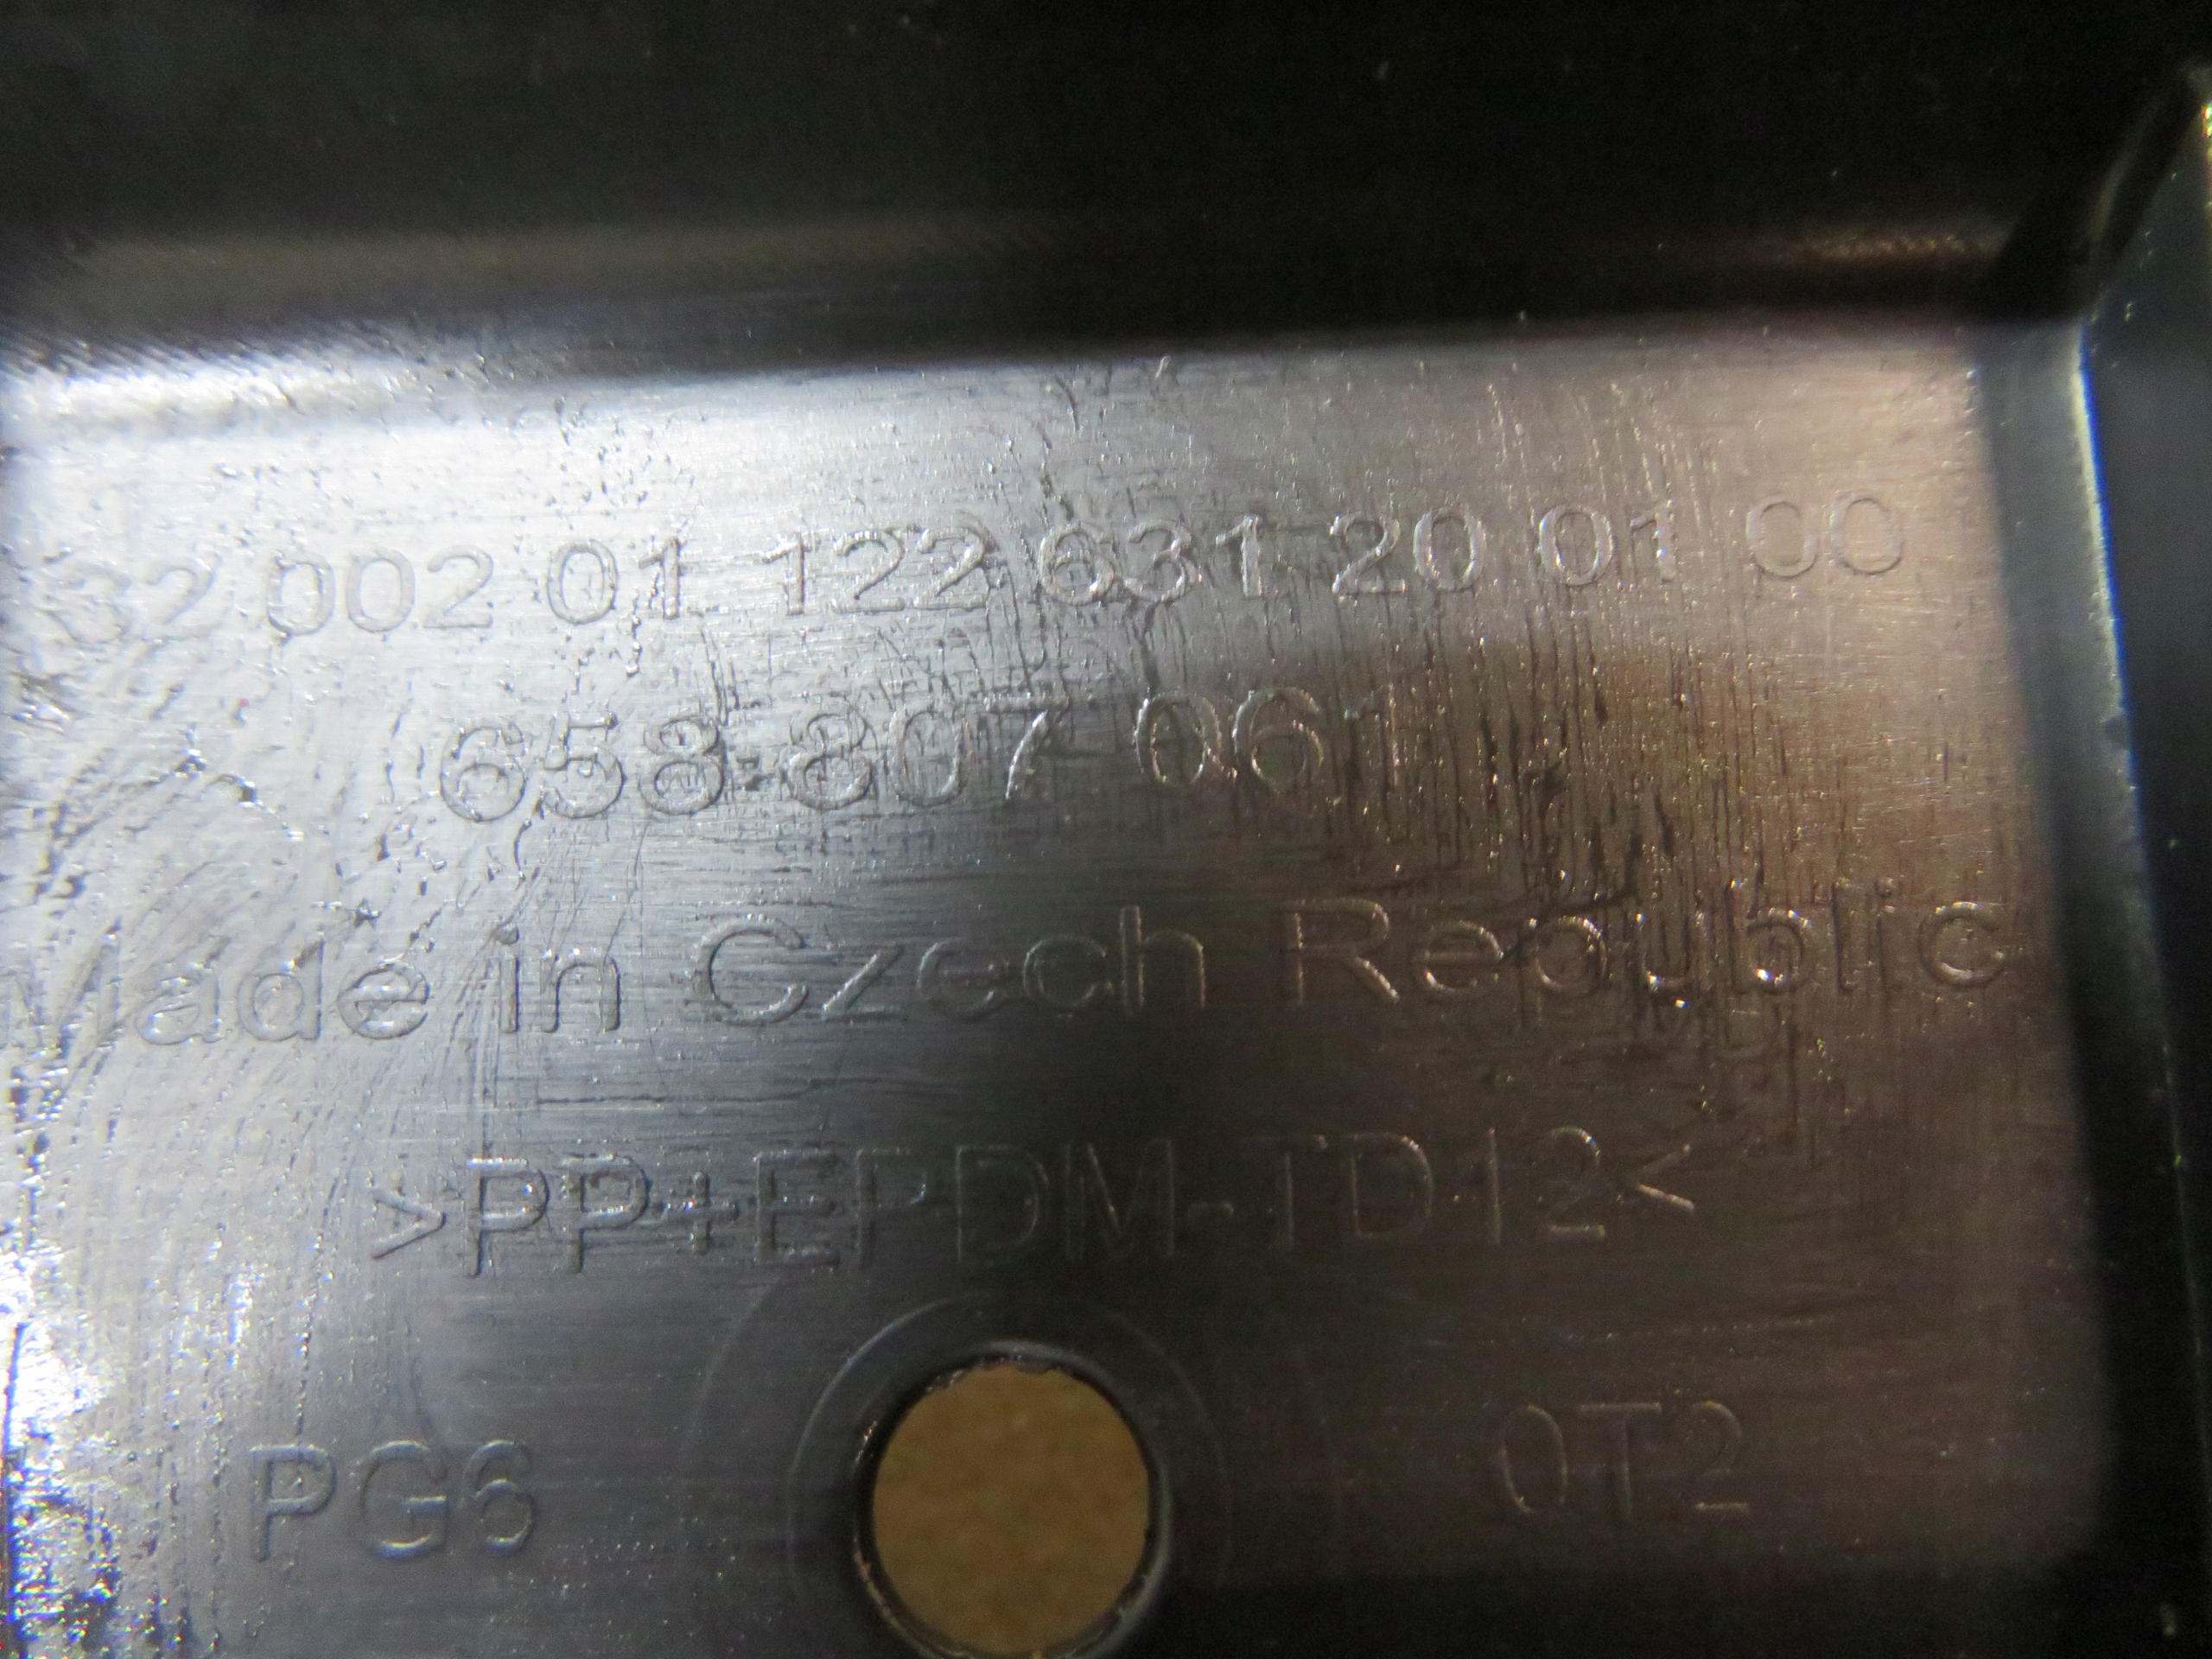 32 002 01 122 631 20 01 00
658 807 061
Made in Czech Republic
>PP+EPDM-TD12<
PG6 0T2